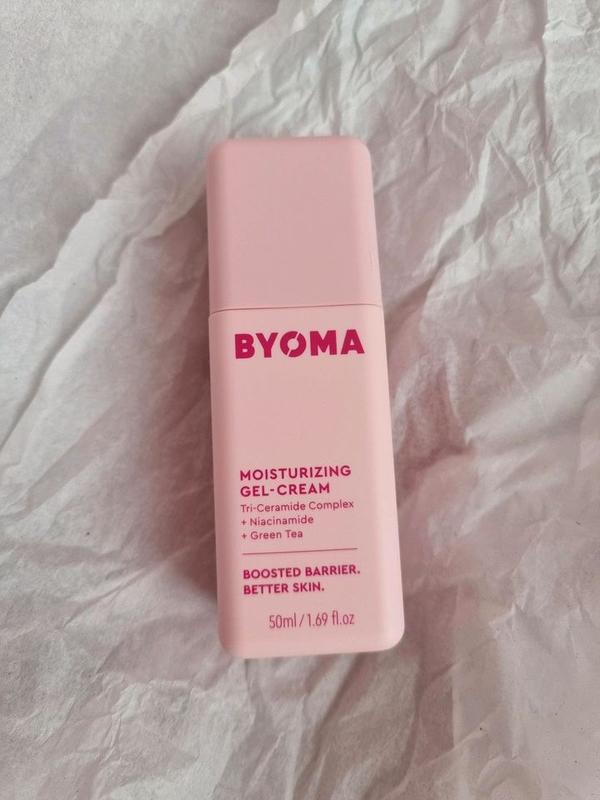 BYOMA
MOISTURIZING
GEL-CREAM
Tri-Ceramide Complex
+ Niacinamide
+ Green Tea
BOOSTED BARRIER.
BETTER SKIN.
50ml/1.69 fl.oz